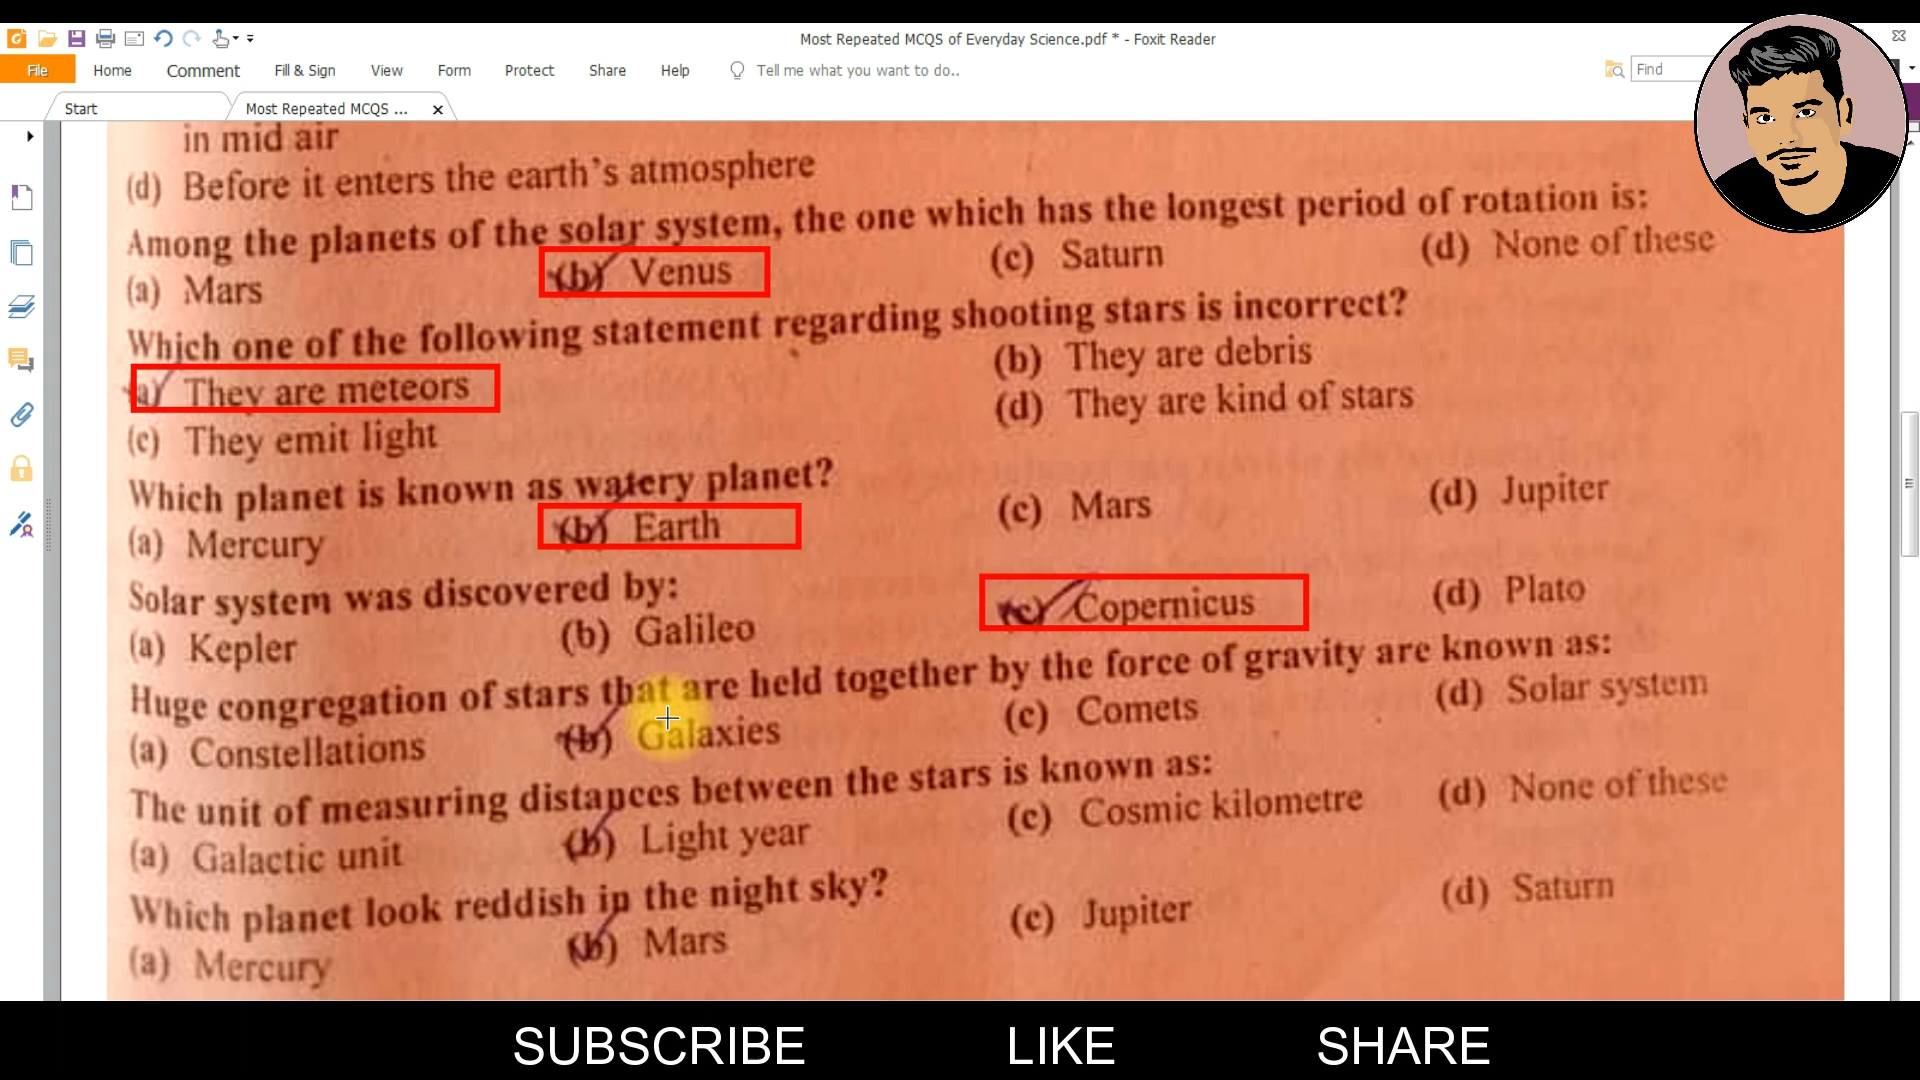 Most Repeated MCQS of Everyday Science.pdf * - Foxit Reader
File Home Comment Fill & Sign View Form Protect Share Help Tell me what you want to do.. Find
Start Most Repeated MCQS ...
in mid air
(d) Before it enters the earth's atmosphere
Among the planets of the solar system, the one which has the longest period of rotation is:
(a) Mars (b) Venus (c) Saturn (d) None of these
Which one of the following statement regarding shooting stars is incorrect?
(a) They are meteors (b) They are debris
(c) They emit light (d) They are kind of stars
Which planet is known as watery planet?
(a) Mercury (b) Earth (c) Mars (d) Jupiter
Solar system was discovered by:
(a) Kepler (b) Galileo (c) Copernicus (d) Plato
Huge congregation of stars that are held together by the force of gravity are known as:
(a) Constellations (b) Galaxies (c) Comets (d) Solar system
The unit of measuring distances between the stars is known as:
(a) Galactic unit (b) Light year (c) Cosmic kilometre (d) None of these
Which planet look reddish in the night sky?
(a) Mercury (b) Mars (c) Jupiter (d) Saturn
SUBSCRIBE LIKE SHARE